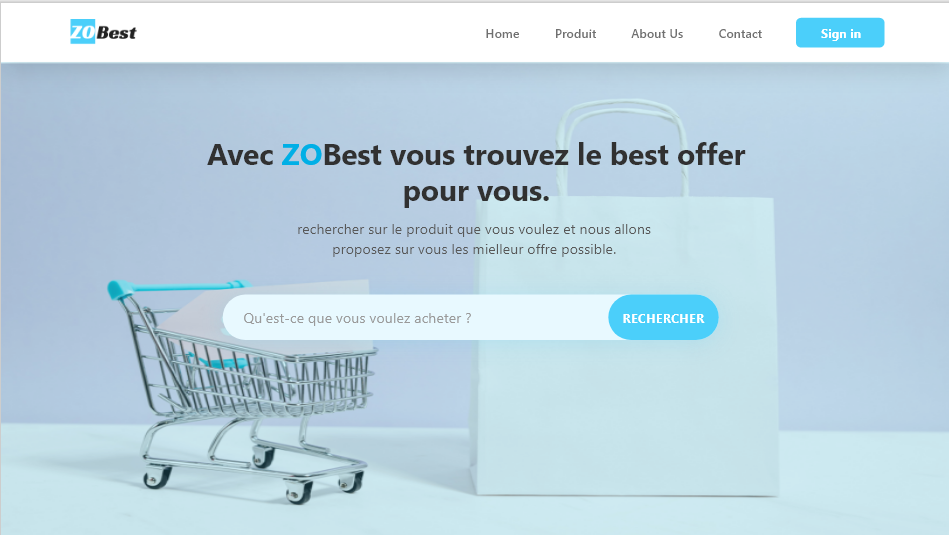 ZOBest
Home
Produit
About Us
Contact
Sign in
Avec ZOBest vous trouvez le best offer
pour vous.
rechercher sur le produit que vous voulez et nous allons
proposez sur vous les mielleur offre possible.
Qu'est-ce que vous voulez acheter ?
RECHERCHER